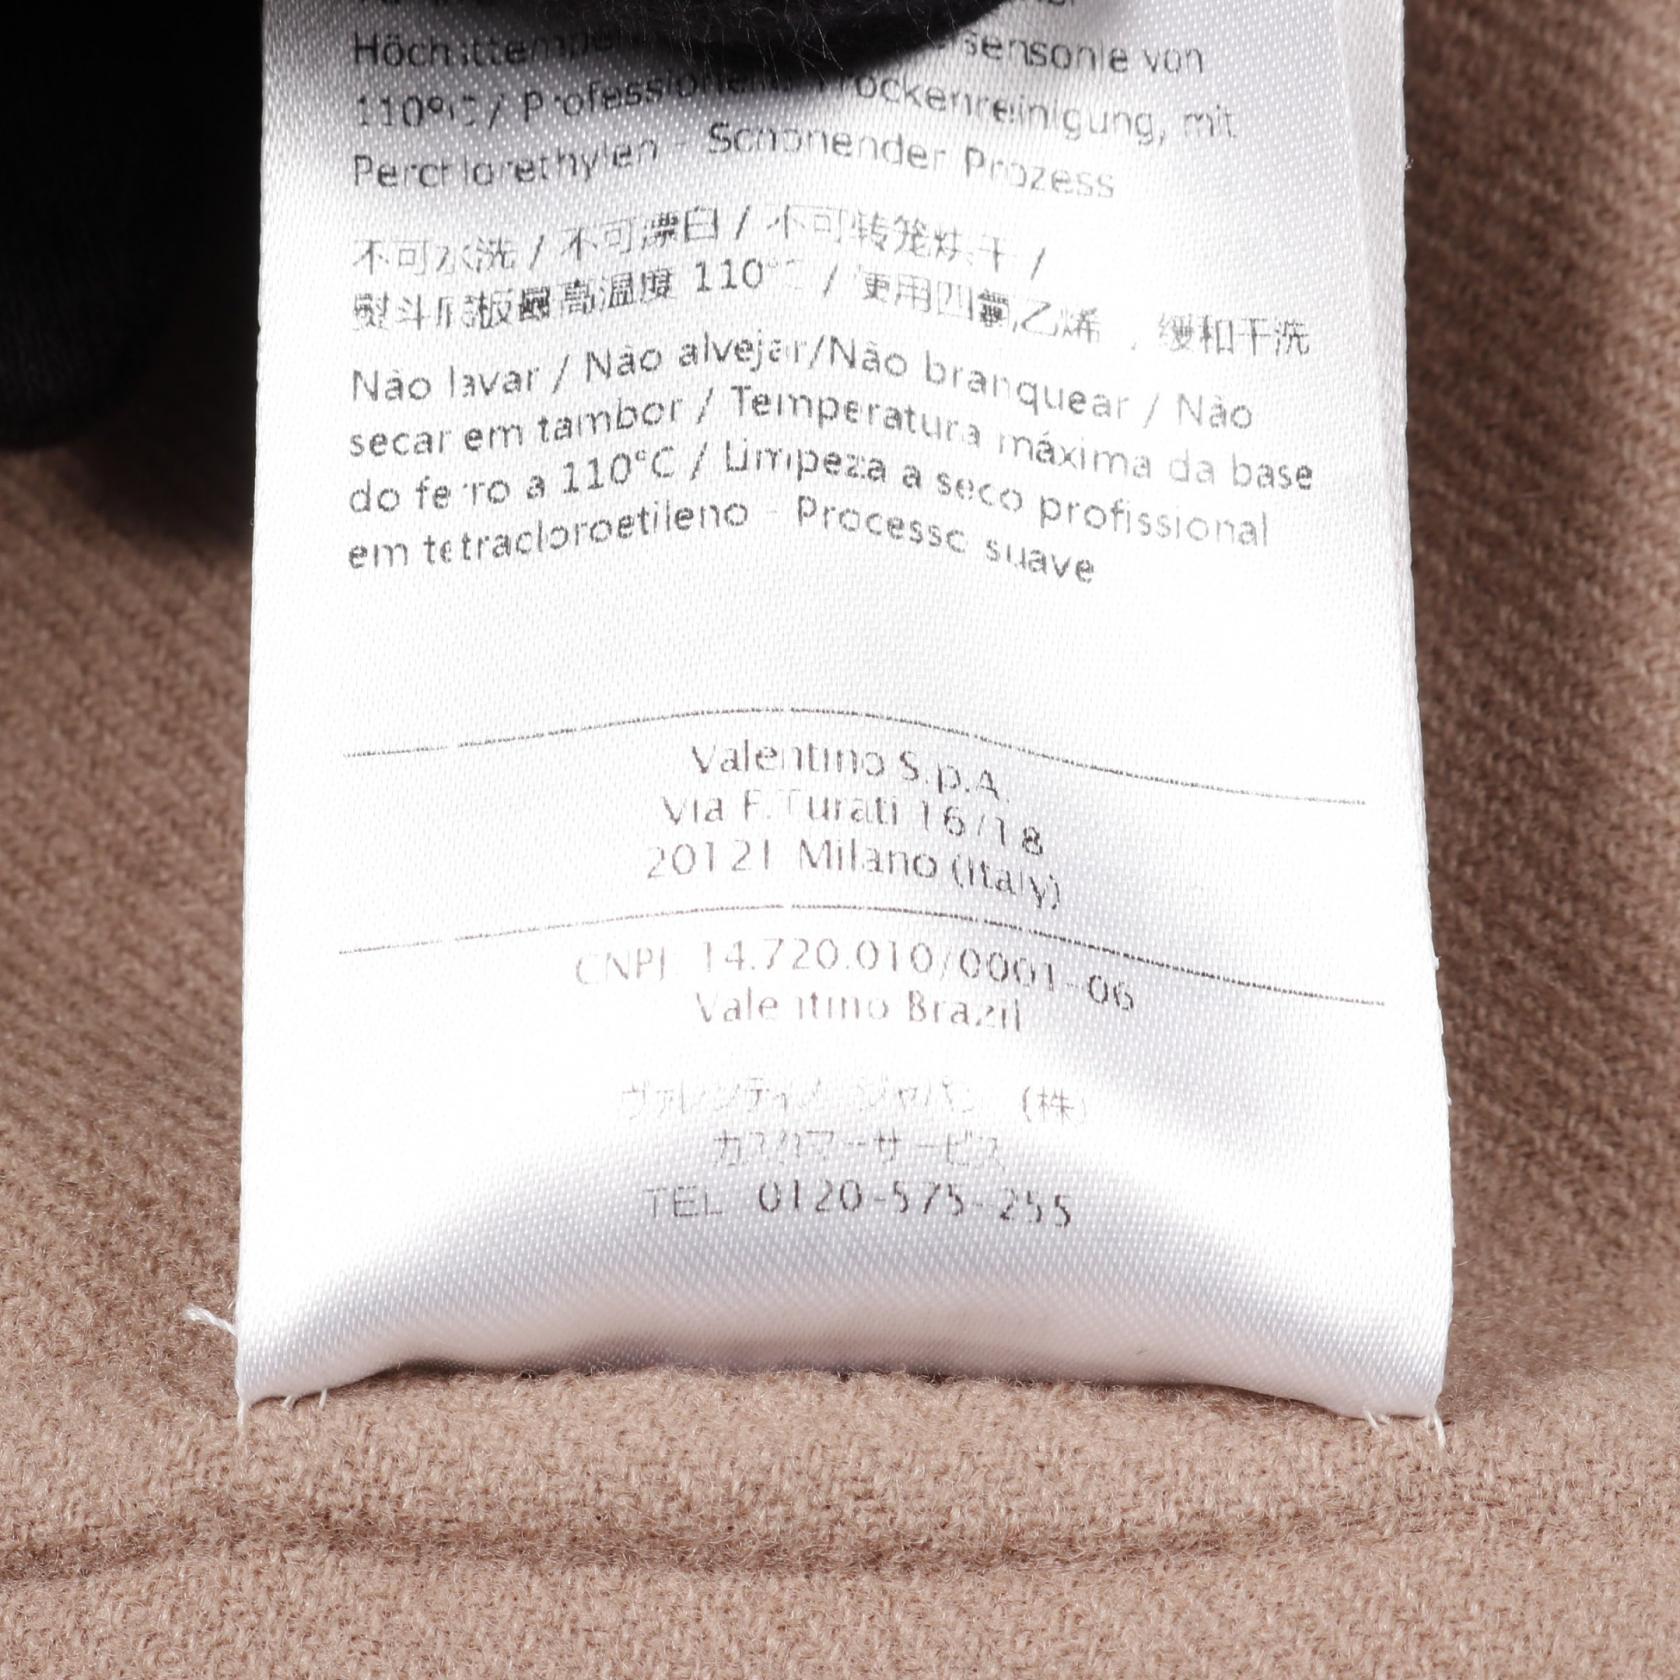 von
110°C / Professionelle Trockenreinigung, mit
Perchlorethylen - Schonender Prozess
不可水洗 / 不可漂白 / 不可转笼烘干 /
熨斗底板最高温度 110°C / 使用四氯乙烯，缓和干洗
Não lavar / Não alvejar/Não branquear / Não
secar em tambor / Temperatura máxima da base
do ferro a 110°C / Limpeza a seco profissional
em tetracloroetileno - Processo suave
Valentino S.p.A.
Via F. Turati 16/18
20121 Milano (Italy)
CNPJ 14.720.010/0001-06
Valentino Brazil
ヴァレンティノ ジャパン (株)
カスタマーサービス
TEL 0120-575-255